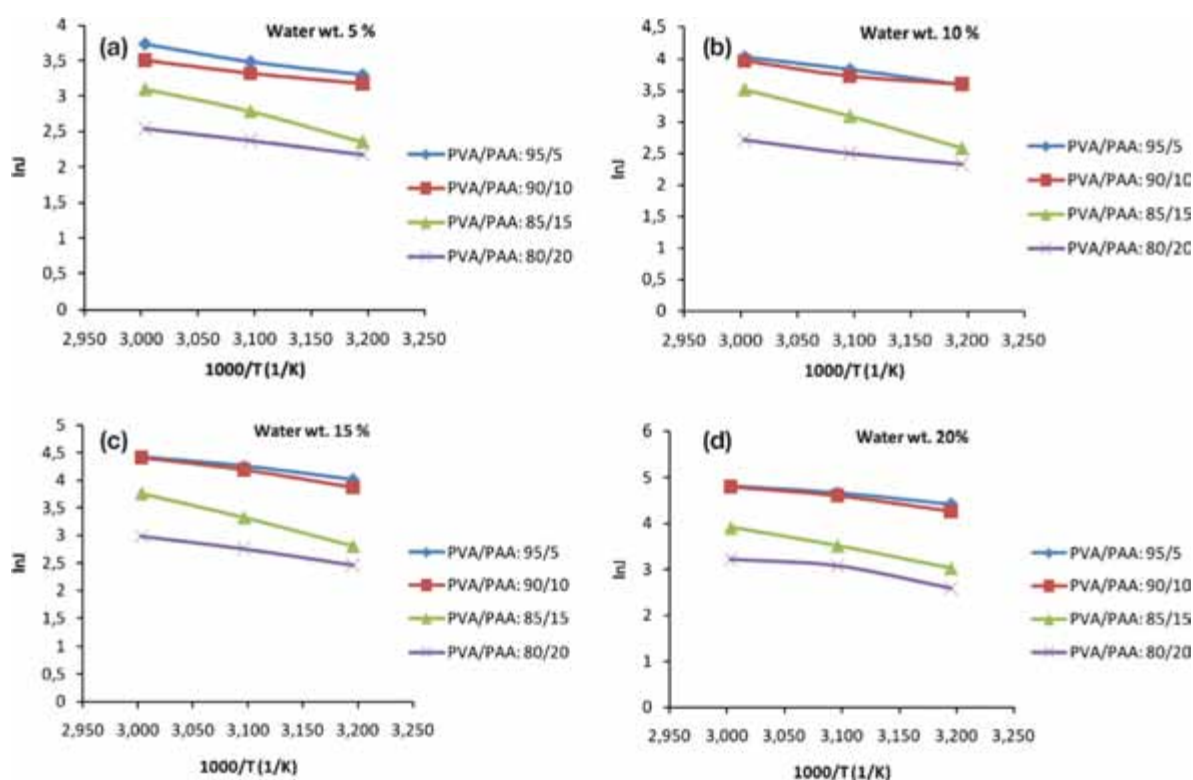 (a)
Water wt. 5 %
4
3,5
3
2,5
2
1,5
1
0,5
0
lnJ
2,950 3,000 3,050 3,100 3,150 3,200 3,250
1000/T (1/K)
PVA/PAA: 95/5
PVA/PAA: 90/10
PVA/PAA: 85/15
PVA/PAA: 80/20
(b)
Water wt. 10 %
4,5
4
3,5
3
2,5
2
1,5
1
0,5
0
lnJ
2,950 3,000 3,050 3,100 3,150 3,200 3,250
1000/T (1/K)
PVA/PAA: 95/5
PVA/PAA: 90/10
PVA/PAA: 85/15
PVA/PAA: 80/20
(c)
Water wt. 15 %
5
4,5
4
3,5
3
2,5
2
1,5
1
0,5
0
lnJ
2,950 3,000 3,050 3,100 3,150 3,200 3,250
1000/T (1/K)
PVA/PAA: 95/5
PVA/PAA: 90/10
PVA/PAA: 85/15
PVA/PAA: 80/20
(d)
Water wt. 20%
6
5
4
3
2
1
0
lnJ
2,950 3,000 3,050 3,100 3,150 3,200 3,250
1000/T (1/K)
PVA/PAA: 95/5
PVA/PAA: 90/10
PVA/PAA: 85/15
PVA/PAA: 80/20